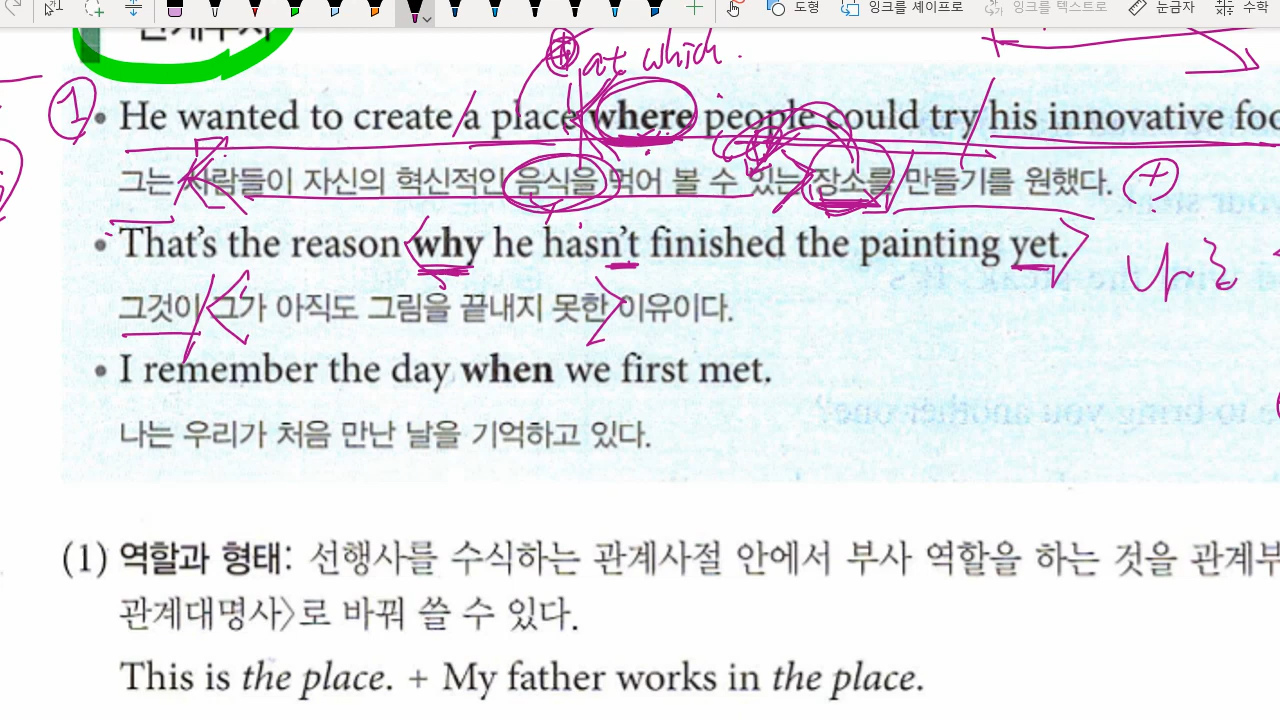 도형 잉크를 셰이프로 잉크를 텍스트로 눈금자 수학
관계부사
at which.
① • He wanted to create a place where people could try his innovative foo
그는 사람들이 자신의 혁신적인 음식을 먹어 볼 수 있는 장소를 만들기를 원했다.
• That's the reason why he hasn't finished the painting yet.
그것이 그가 아직도 그림을 끝내지 못한 이유이다.
• I remember the day when we first met.
나는 우리가 처음 만난 날을 기억하고 있다.
(1) 역할과 형태: 선행사를 수식하는 관계사절 안에서 부사 역할을 하는 것을 관계부
관계대명사〉로 바꿔 쓸 수 있다.
This is the place. + My father works in the place.